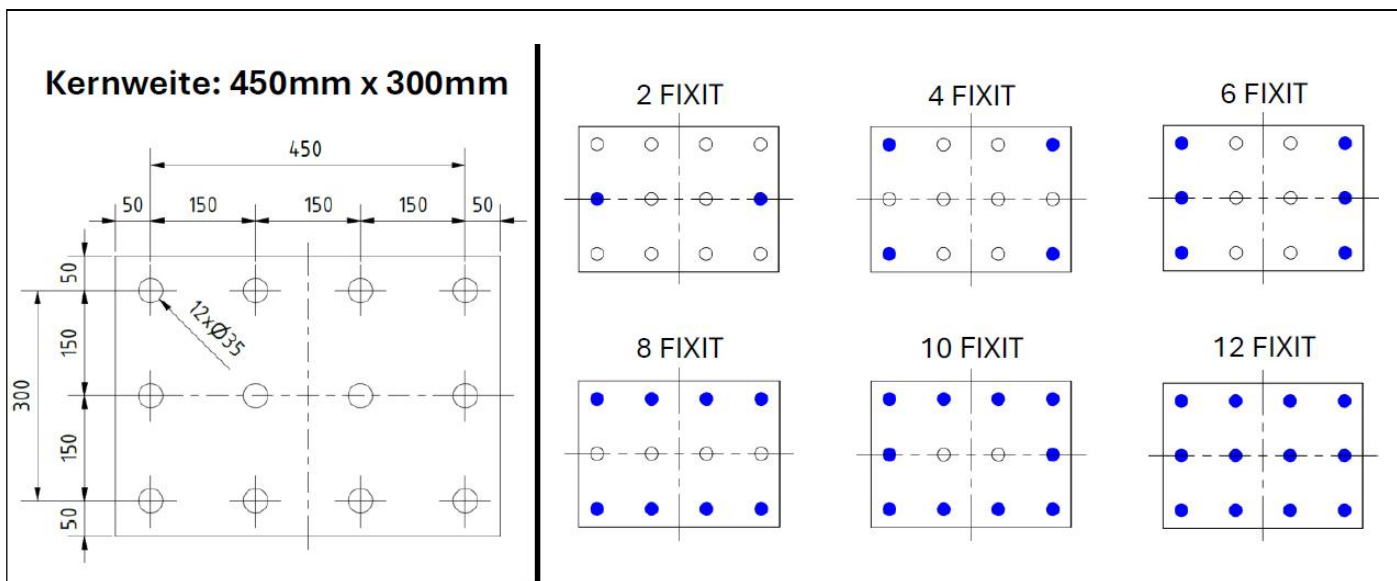 Kernweite: 450mm x 300mm
450
50 150 150 150 50
50
150
300
150
50
12xØ35
2 FIXIT
4 FIXIT
6 FIXIT
8 FIXIT
10 FIXIT
12 FIXIT